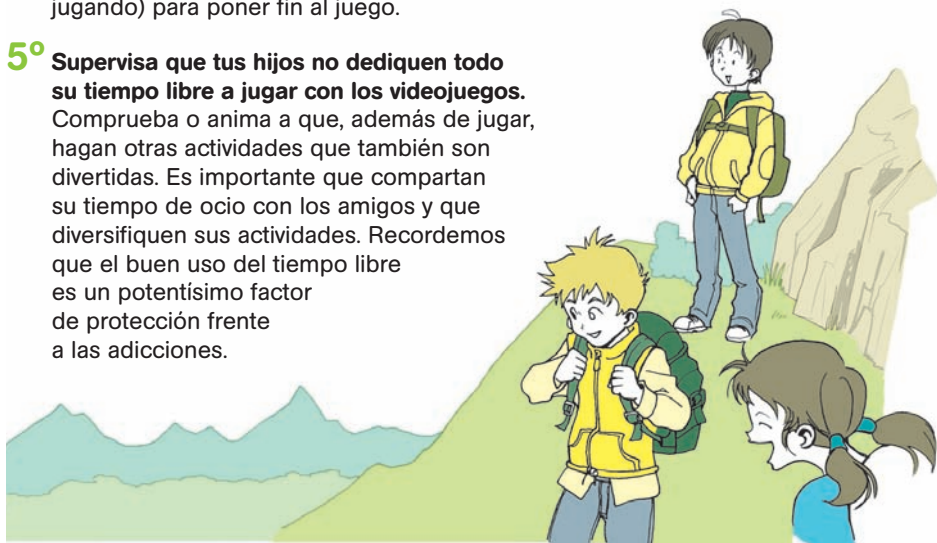 jugando) para poner fin al juego.
5º Supervisa que tus hijos no dediquen todo
su tiempo libre a jugar con los videojuegos.
Comprueba o anima a que, además de jugar,
hagan otras actividades que también son
divertidas. Es importante que compartan
su tiempo de ocio con los amigos y que
diversifiquen sus actividades. Recordemos
que el buen uso del tiempo libre
es un potentísimo factor
de protección frente
a las adicciones.